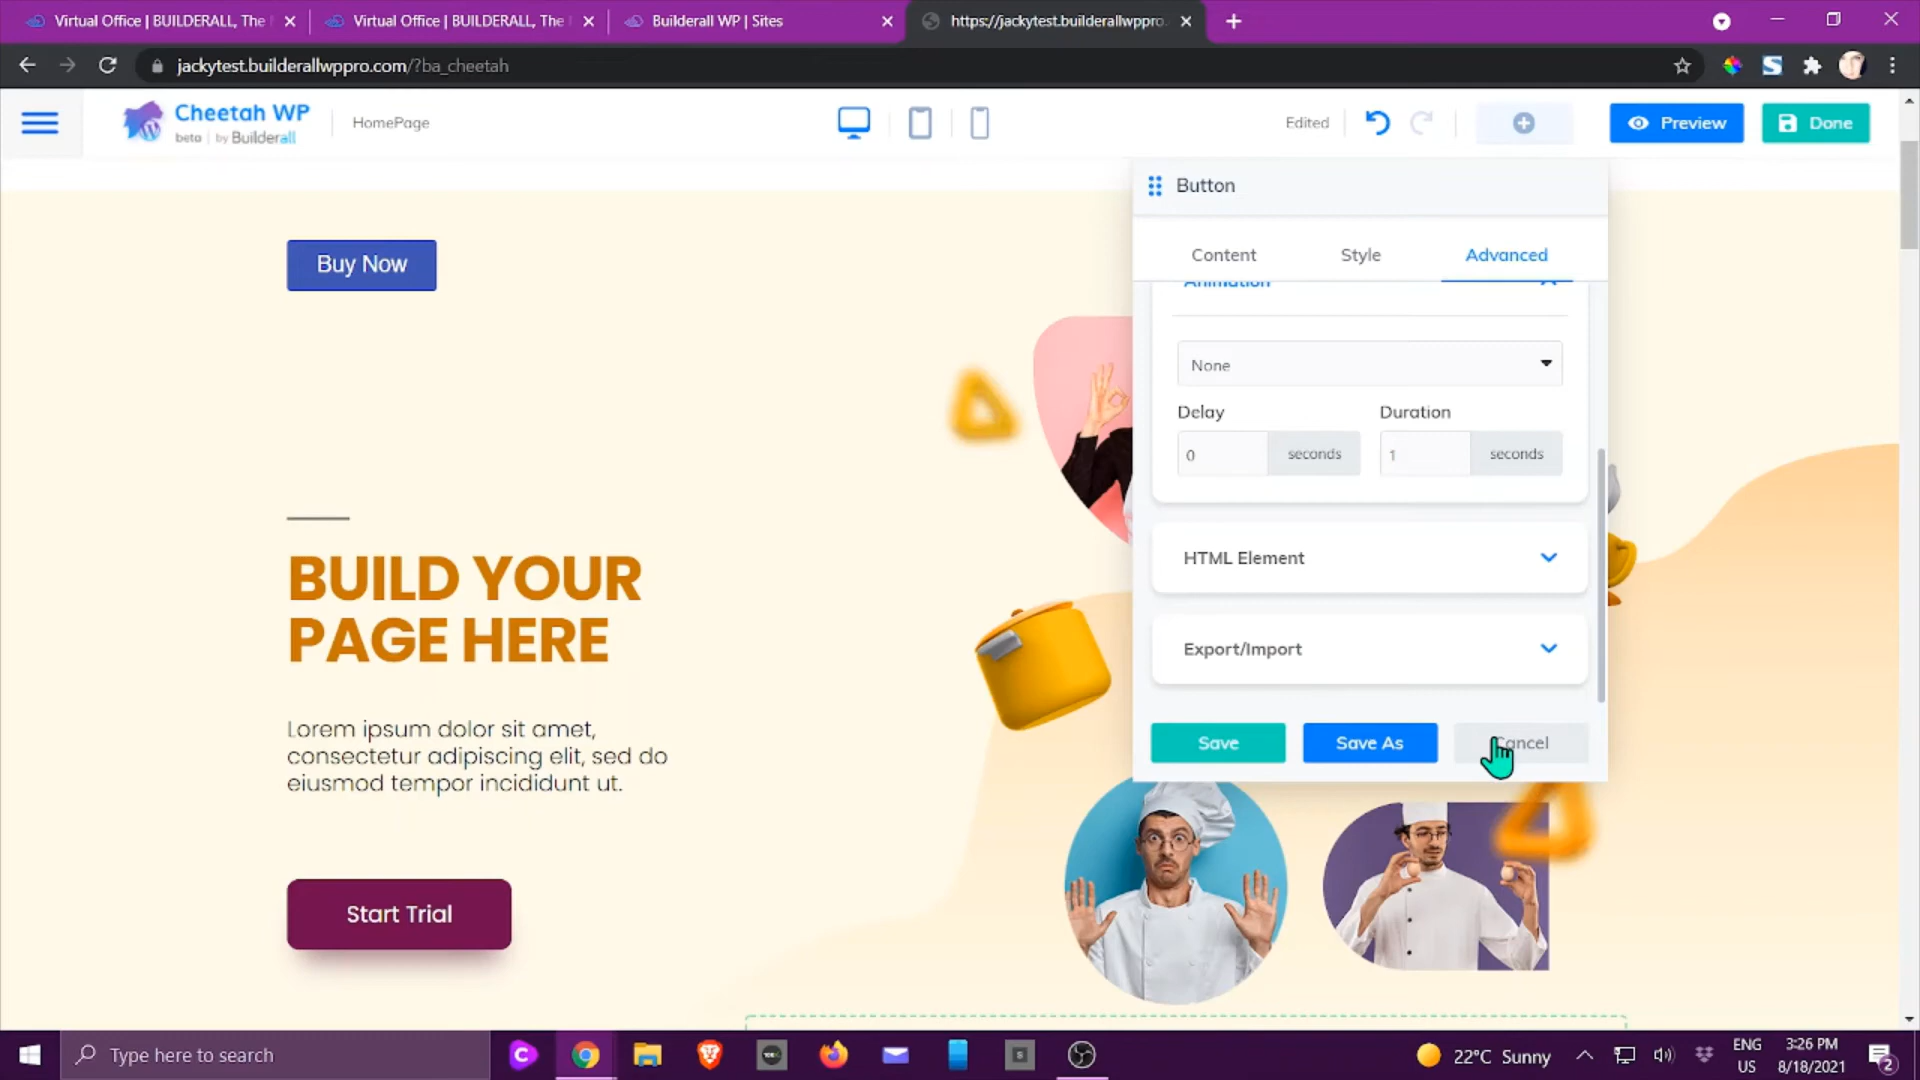 Virtual Office | BUILDERALL, The
Virtual Office | BUILDERALL, The
Builderall WP | Sites
https://jackytest.builderallwppro.
jackytest.builderallwppro.com/?ba_cheetah
Cheetah WP
beta | by Builderall
HomePage
Edited
Preview
Done
Button
Content
Style
Advanced
Animation
None
Delay
Duration
0
seconds
1
seconds
HTML Element
Export/Import
Save
Save As
Cancel
Buy Now
BUILD YOUR
PAGE HERE
Lorem ipsum dolor sit amet,
consectetur adipiscing elit, sed do
eiusmod tempor incididunt ut.
Start Trial
Type here to search
22°C Sunny
ENG
US
3:26 PM
8/18/2021
2